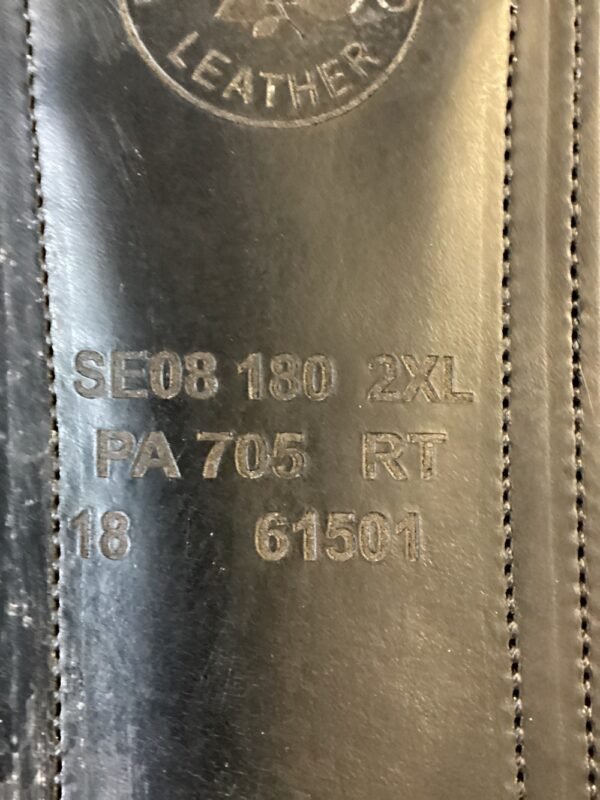 LEATHER
SE08 180 2XL
PA 705 RT
18 61501